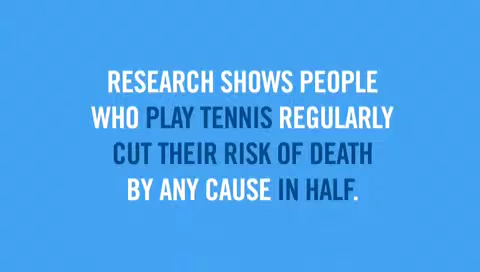 RESEARCH SHOWS PEOPLE
WHO PLAY TENNIS REGULARLY
CUT THEIR RISK OF DEATH
BY ANY CAUSE IN HALF.